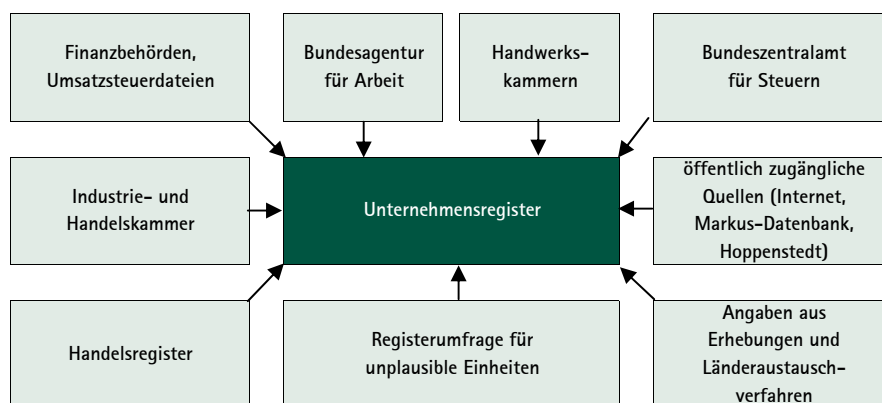 Finanzbehörden,
Umsatzsteuerdateien
Bundesagentur
für Arbeit
Handwerks-
kammern
Bundeszentralamt
für Steuern
Industrie- und
Handelskammer
Unternehmensregister
öffentlich zugängliche
Quellen (Internet,
Markus-Datenbank,
Hoppenstedt)
Handelsregister
Registerumfrage für
unplausible Einheiten
Angaben aus
Erhebungen und
Länderaustausch-
verfahren